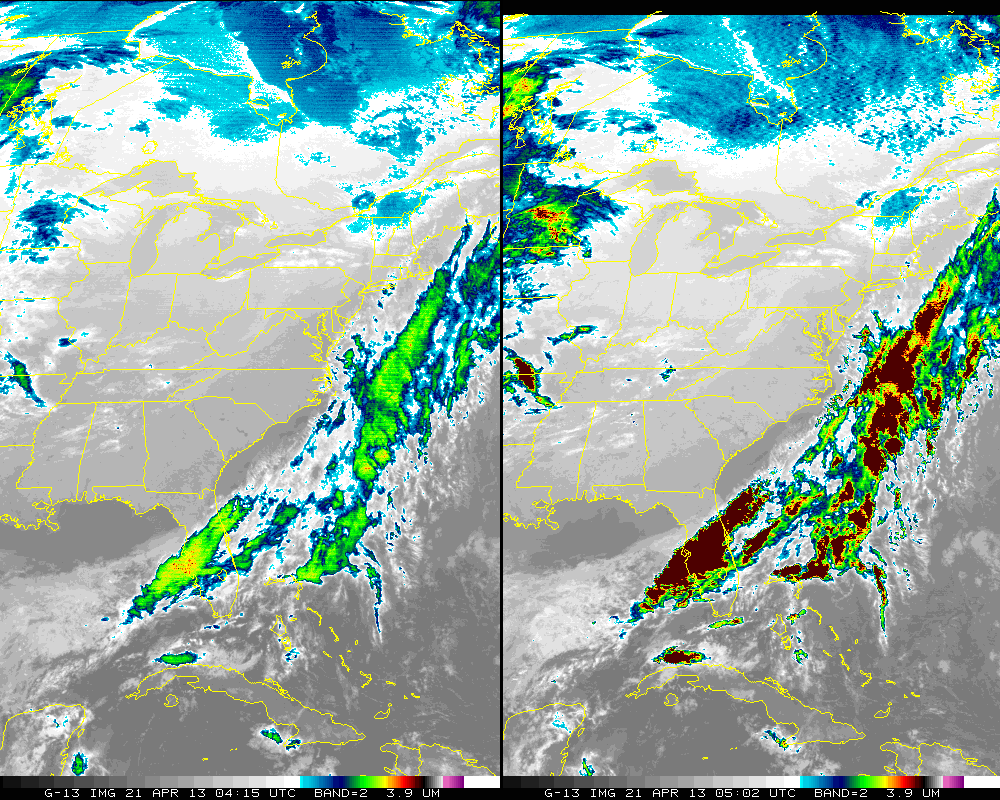 G-13 IMG 21 APR 13 04:15 UTC BAND=2 3.9 UM
G-13 IMG 21 APR 13 05:02 UTC BAND=2 3.9 UM